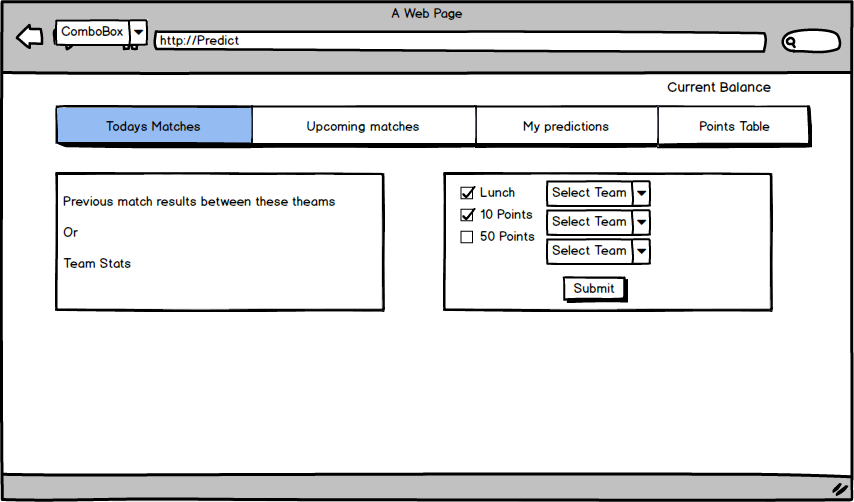 A Web Page
ComboBox
http://Predict
Current Balance
Todays Matches
Upcoming matches
My predictions
Points Table
Previous match results between these theams
Or
Team Stats
Lunch
Select Team
10 Points
Select Team
50 Points
Select Team
Submit